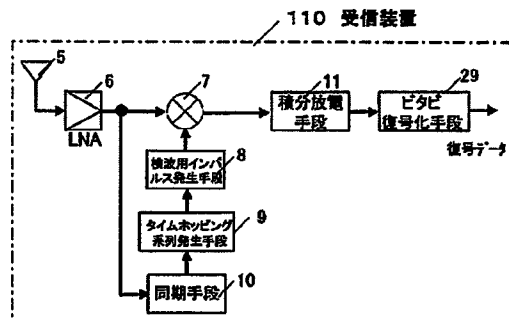 110 受信装置
5
6
LNA
7
11
積分放電
手段
29
ビタビ
復号化手段
復号データ
8
検波用インパ
ルス発生手段
9
タイムホッピング
系列発生手段
10
同期手段